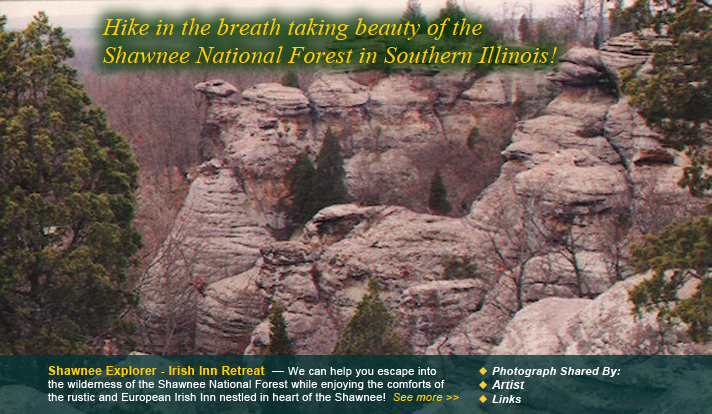 Hike in the breath taking beauty of the
Shawnee National Forest in Southern Illinois!
Shawnee Explorer - Irish Inn Retreat — We can help you escape into
the wilderness of the Shawnee National Forest while enjoying the comforts of
the rustic and European Irish Inn nestled in heart of the Shawnee! See more >>
Photograph Shared By:
Artist
Links